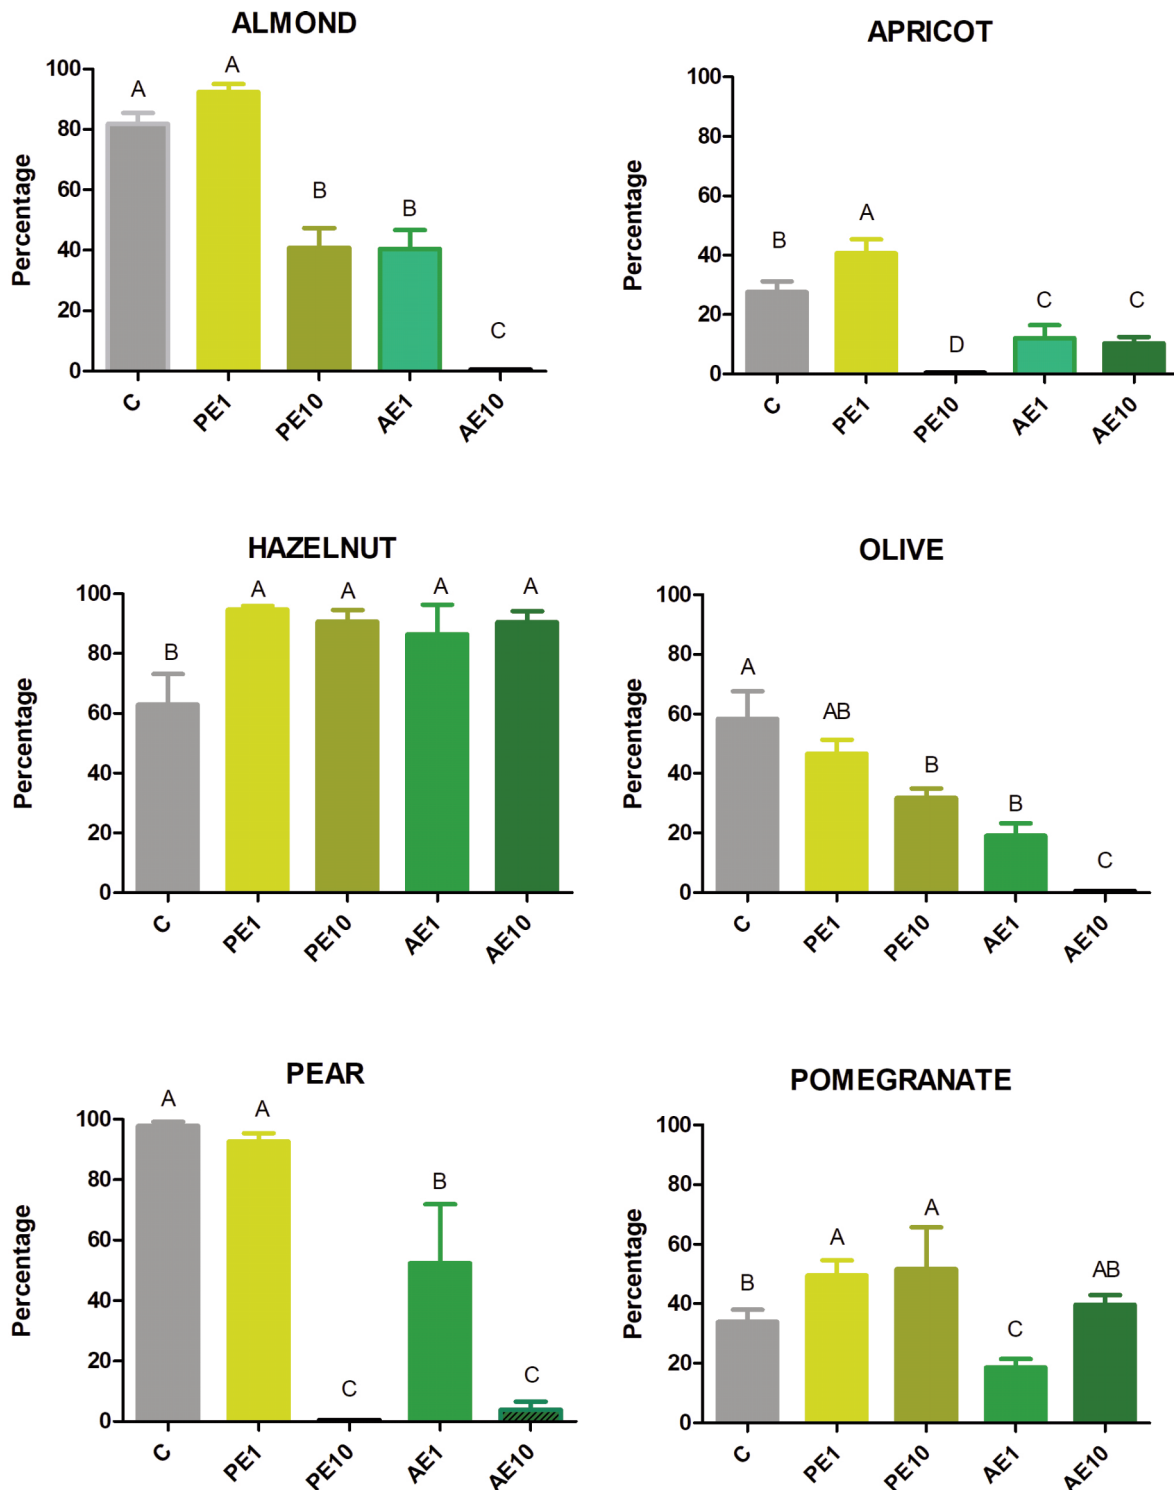 ALMOND
Percentage
100
80
60
40
20
0
A
A
B
B
C
C
PE1
PE10
AE1
AE10
APRICOT
Percentage
100
80
60
40
20
0
B
A
D
C
C
C
PE1
PE10
AE1
AE10
HAZELNUT
Percentage
100
80
60
40
20
0
B
A
A
A
A
C
PE1
PE10
AE1
AE10
OLIVE
Percentage
100
80
60
40
20
0
A
AB
B
B
C
C
PE1
PE10
AE1
AE10
PEAR
Percentage
100
80
60
40
20
0
A
A
C
B
C
C
PE1
PE10
AE1
AE10
POMEGRANATE
Percentage
100
80
60
40
20
0
B
A
A
C
AB
C
PE1
PE10
AE1
AE10